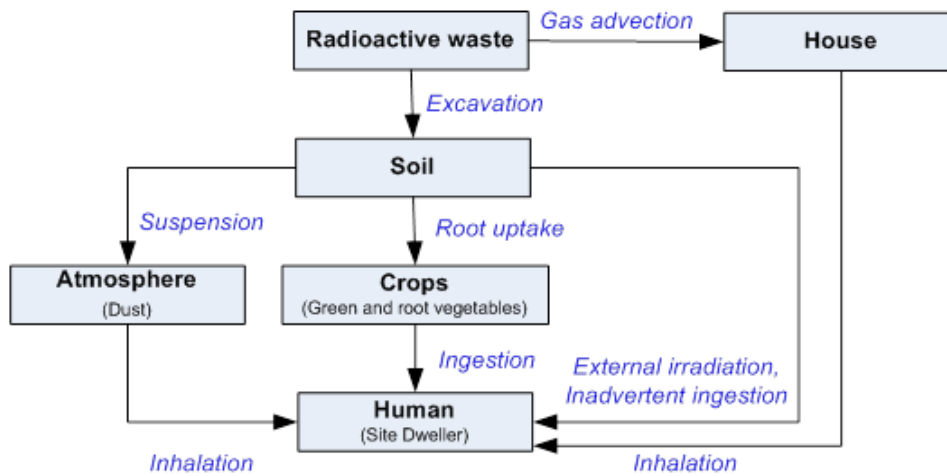 Radioactive waste
Gas advection
House
Excavation
Soil
Suspension
Root uptake
Atmosphere
(Dust)
Crops
(Green and root vegetables)
Ingestion
External irradiation,
Inadvertent ingestion
Human
(Site Dweller)
Inhalation
Inhalation